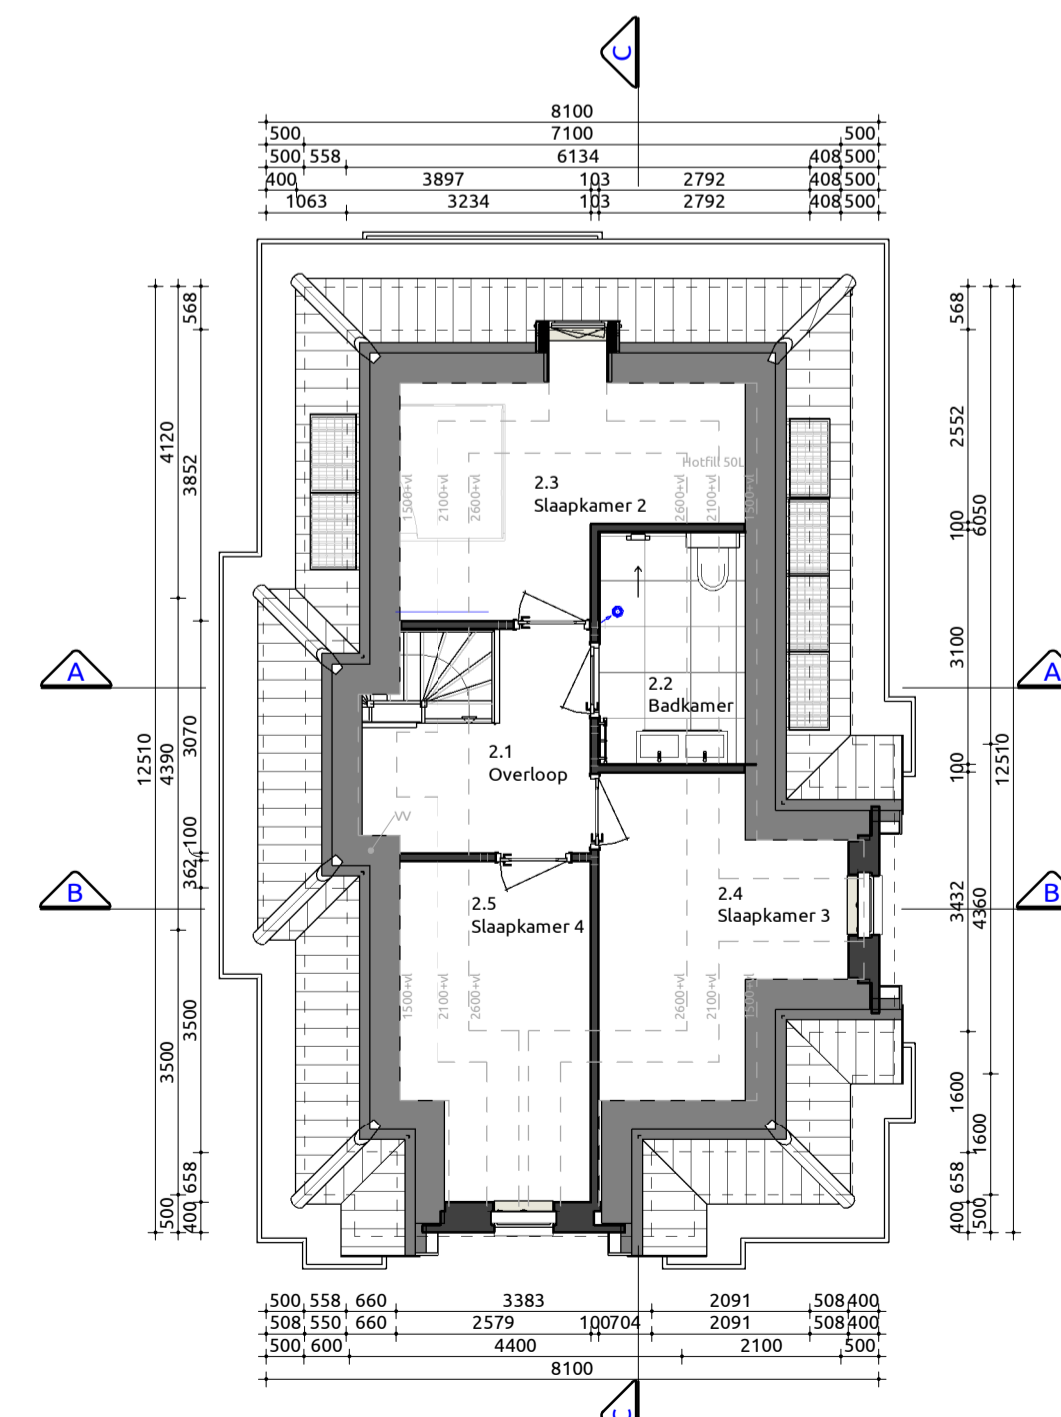 C
8100
500 7100 500
500 558 6134 408 500
400 3897 103 2792 408 500
1063 3234 103 2792 408 500
568
568
4120
3852
2552
Hotfill 50L
2.3
Slaapkamer 2
1500+vl
2100+vl
2600+vl
2600+vl
2100+vl
1500+vl
100
6050
A
A
3100
2.2
Badkamer
12510
4390
3070
2.1
Overloop
100
12510
W
100
362
B
B
2.4
Slaapkamer 3
2.5
Slaapkamer 4
3432
4360
1500+vl
2100+vl
2600+vl
2600+vl
2100+vl
1500+vl
3500
3500
1600
1600
658
658
500
400
400
500
500 558 660 3383 2091 508 400
508 550 660 2579 100 704 2091 508 400
500 600 4400 2100 500
8100